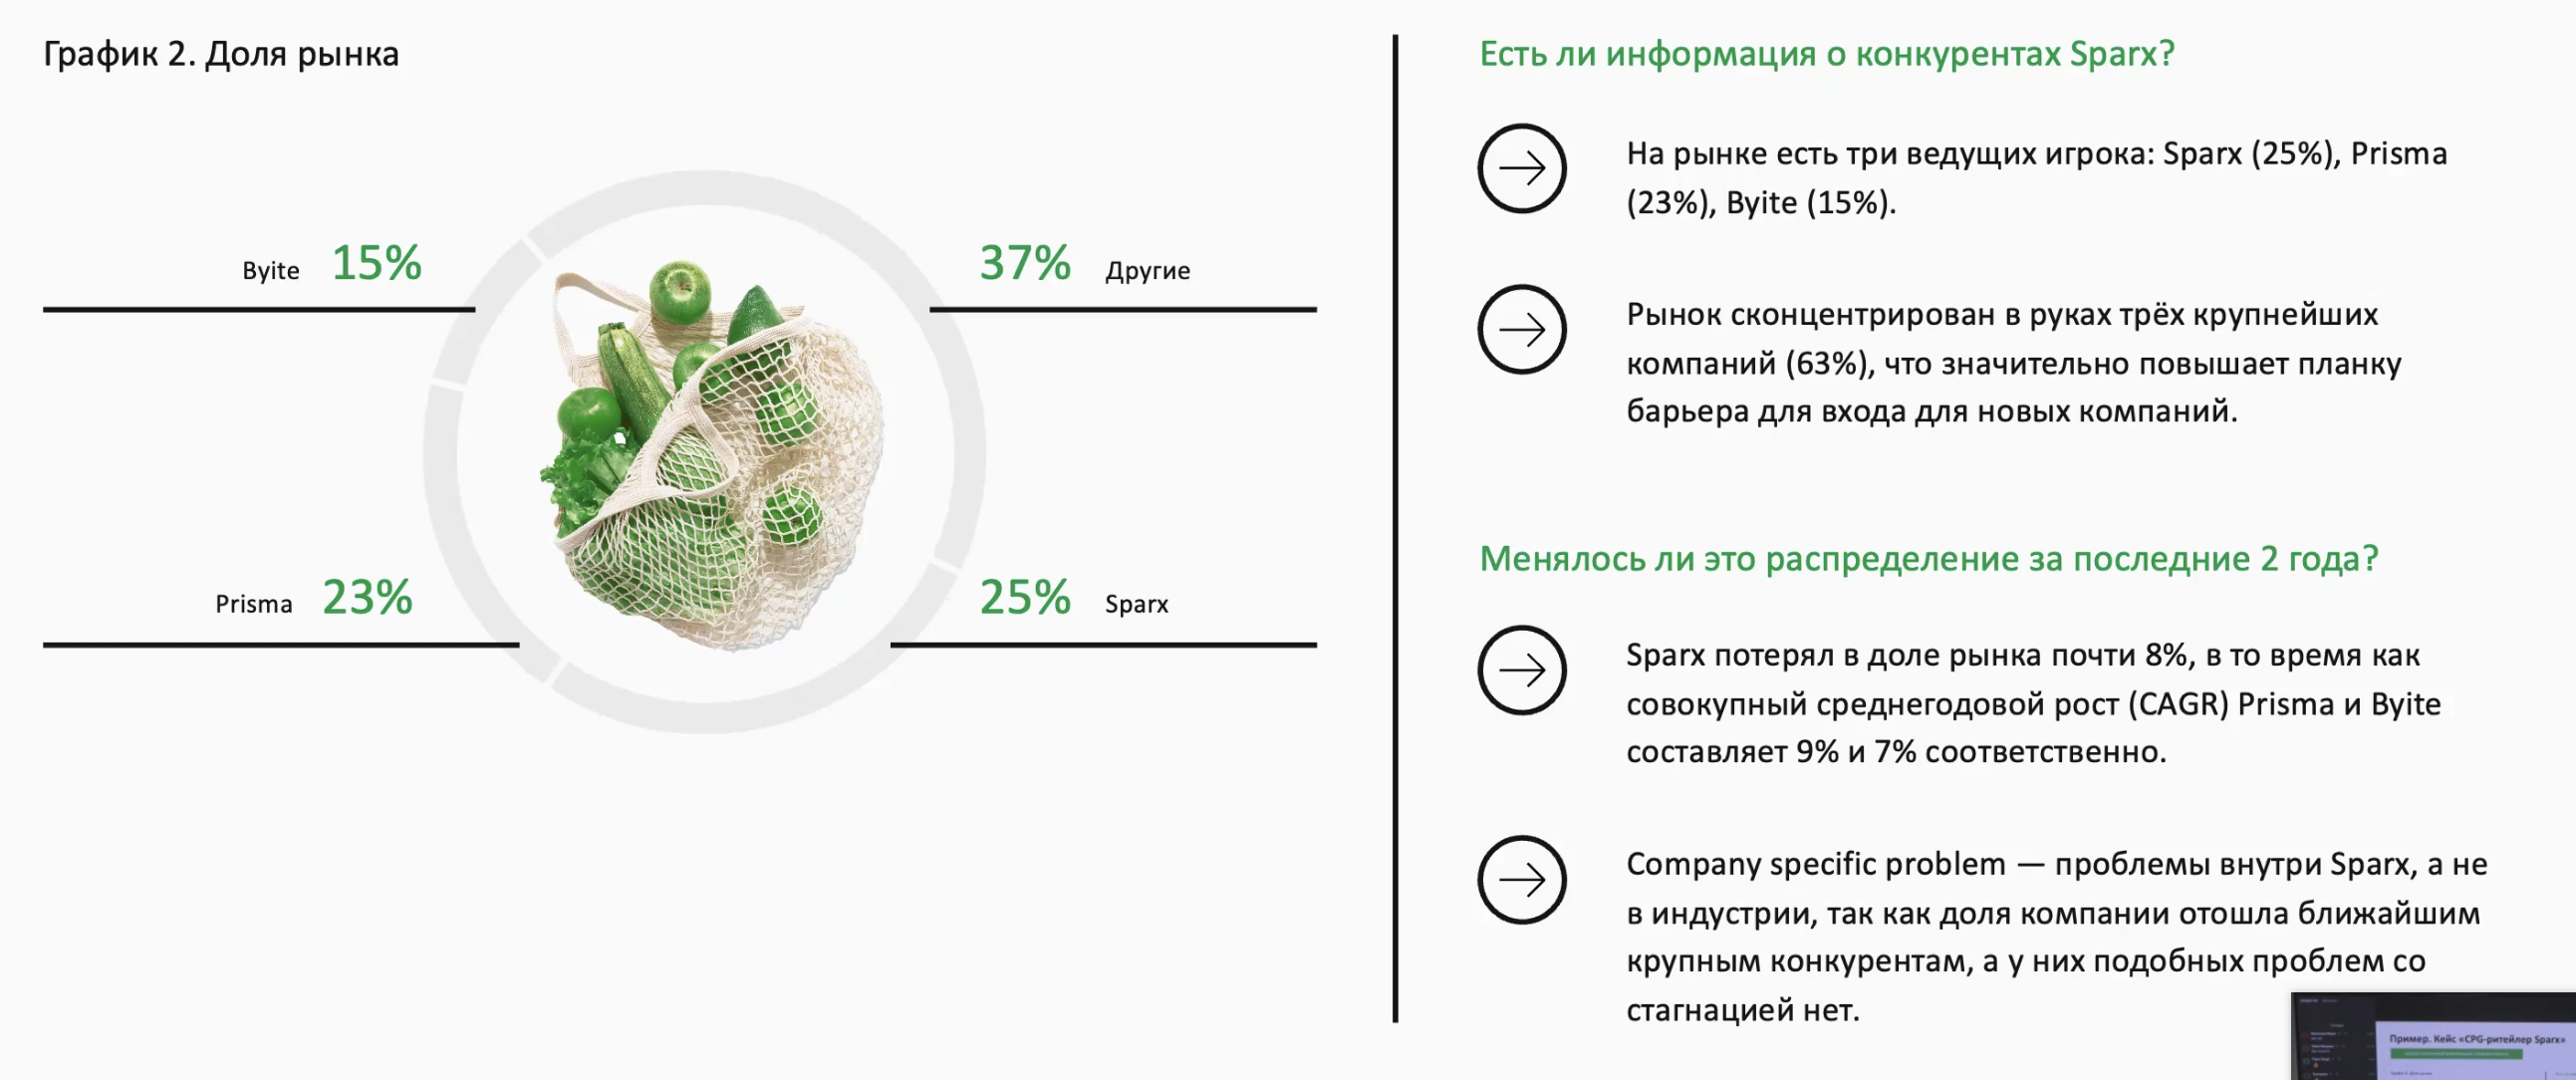 График 2. Доля рынка
Byite 15%
37% Другие
Prisma 23%
25% Sparx
Есть ли информация о конкурентах Sparx?
На рынке есть три ведущих игрока: Sparx (25%), Prisma
(23%), Byite (15%).
Рынок сконцентрирован в руках трёх крупнейших
компаний (63%), что значительно повышает планку
барьера для входа для новых компаний.
Менялось ли это распределение за последние 2 года?
Sparx потерял в доле рынка почти 8%, в то время как
совокупный среднегодовой рост (CAGR) Prisma и Byite
составляет 9% и 7% соответственно.
Company specific problem — проблемы внутри Sparx, а не
в индустрии, так как доля компании отошла ближайшим
крупным конкурентам, а у них подобных проблем со
стагнацией нет.
Пример. Кейс «CPG-ритейлер Sparx»